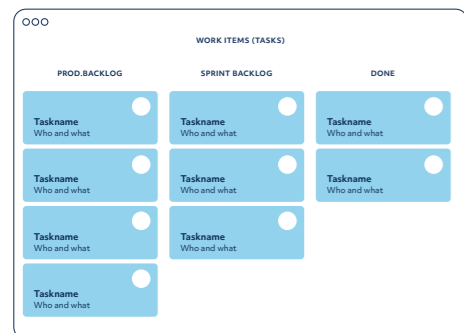 WORK ITEMS (TASKS)
PROD.BACKLOG
Taskname
Who and what
Taskname
Who and what
Taskname
Who and what
Taskname
Who and what
SPRINT BACKLOG
Taskname
Who and what
Taskname
Who and what
Taskname
Who and what
DONE
Taskname
Who and what
Taskname
Who and what